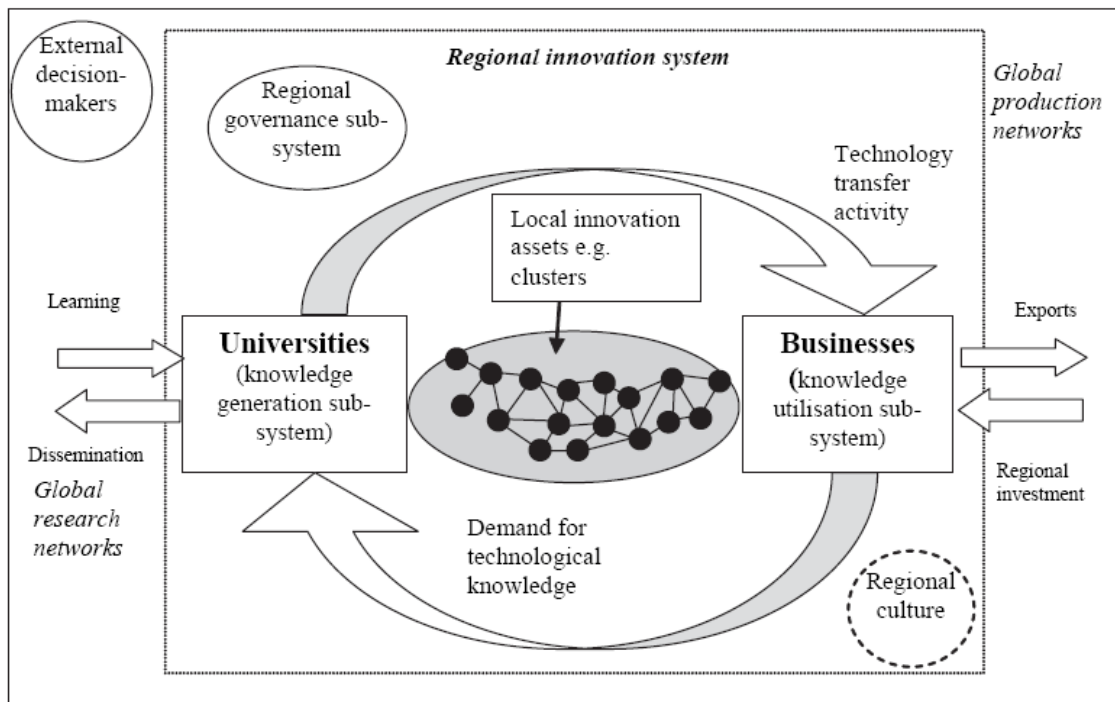 External
decision-
makers
Regional innovation system
Global
production
networks
Regional
governance sub-
system
Technology
transfer
activity
Local innovation
assets e.g.
clusters
Learning
Universities
(knowledge
generation sub-
system)
Businesses
(knowledge
utilisation sub-
system)
Exports
Dissemination
Global
research
networks
Regional
investment
Demand for
technological
knowledge
Regional
culture